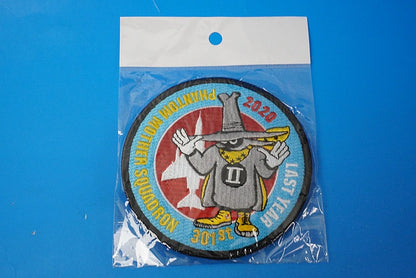 PHANTOM MOTHER SQUADRON
2020
LAST YEAR
301st
II